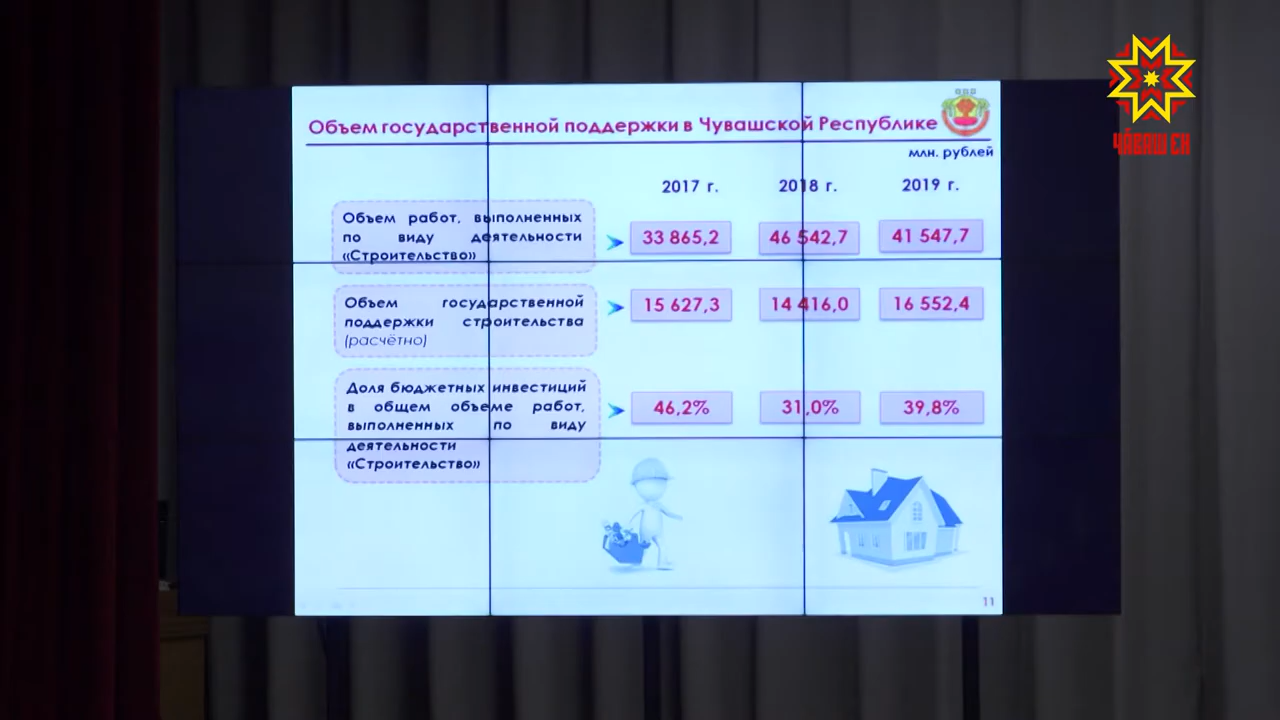 Объем государственной поддержки в Чувашской Республике
ЧӐВАШ ЕН
млн. рублей
2017 г. 2018 г. 2019 г.
Объем работ, выполненных
по виду деятельности
«Строительство»
33 865,2 46 542,7 41 547,7
Объем государственной
поддержки строительства
(расчётно)
15 627,3 14 416,0 16 552,4
Доля бюджетных инвестиций
в общем объеме работ,
выполненных по виду
деятельности
«Строительство»
46,2% 31,0% 39,8%
11